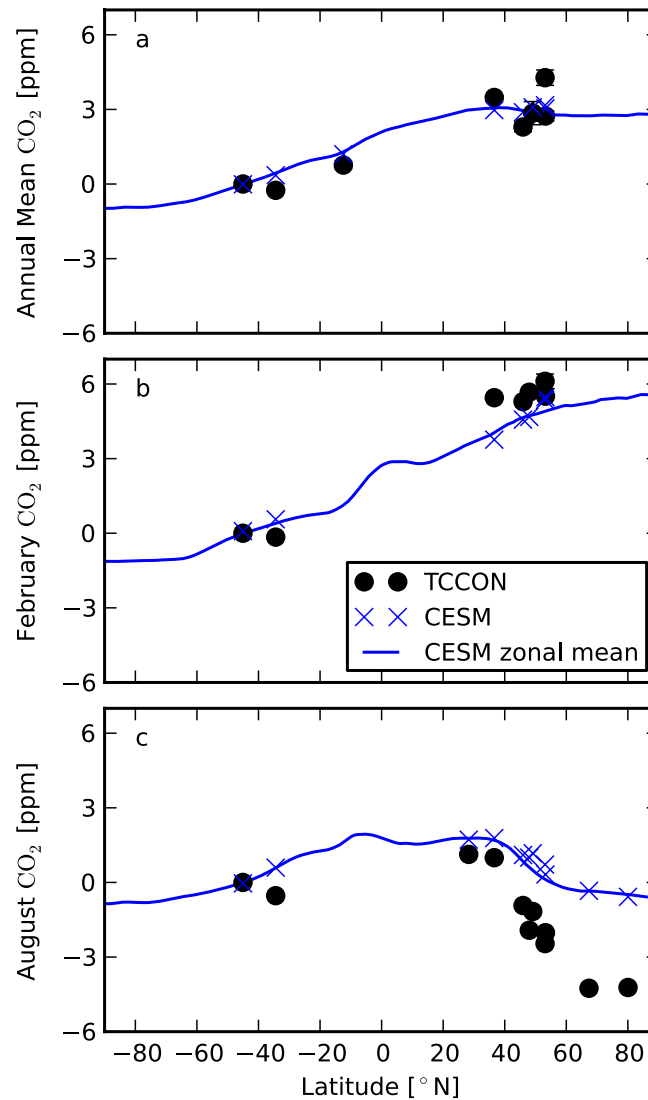 a
Annual Mean CO₂ [ppm]
6
3
0
−3
−6
b
February CO₂ [ppm]
6
3
0
−3
−6
TCCON
CESM
CESM zonal mean
c
August CO₂ [ppm]
6
3
0
−3
−6
−80 −60 −40 −20 0 20 40 60 80
Latitude [°N]